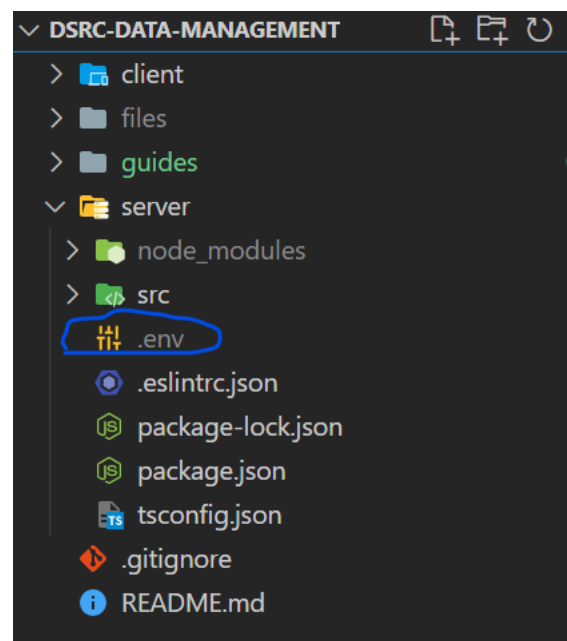 DSRC-DATA-MANAGEMENT
client
files
guides
server
node_modules
src
.env
.eslintrc.json
package-lock.json
package.json
TS tsconfig.json
.gitignore
README.md